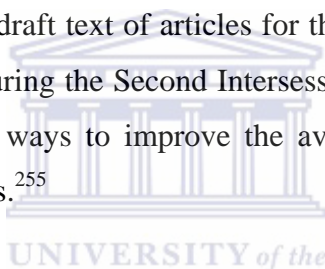 draft text of articles for th
uring the Second Intersess
ways to improve the av
s.255
UNIVERSITY of the